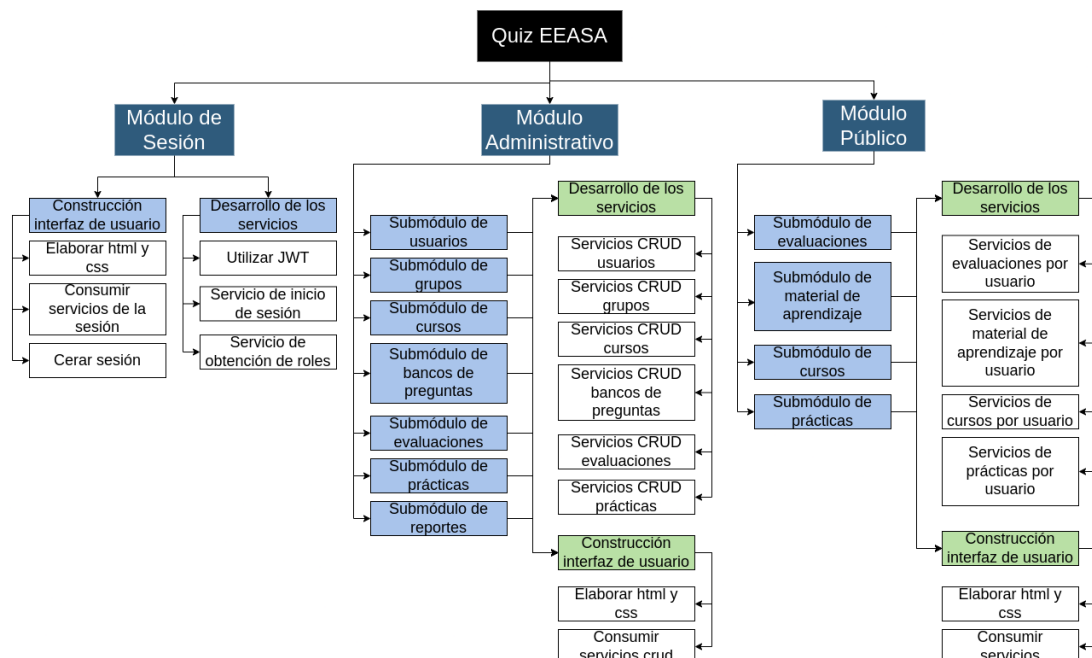 Quiz EEASA
Módulo de
Sesión
Módulo
Administrativo
Módulo
Público
Construcción
interfaz de usuario
Elaborar html y
css
Consumir
servicios de la
sesión
Cerar sesión
Desarrollo de los
servicios
Utilizar JWT
Servicio de inicio
de sesión
Servicio de
obtención de roles
Submódulo de
usuarios
Submódulo de
grupos
Submódulo de
cursos
Submódulo de
bancos de
preguntas
Submódulo de
evaluaciones
Submódulo de
prácticas
Submódulo de
reportes
Desarrollo de los
servicios
Servicios CRUD
usuarios
Servicios CRUD
grupos
Servicios CRUD
cursos
Servicios CRUD
bancos de
preguntas
Servicios CRUD
evaluaciones
Servicios CRUD
prácticas
Construcción
interfaz de usuario
Elaborar html y
css
Consumir
servicios crud
Submódulo de
evaluaciones
Submódulo de
material de
aprendizaje
Submódulo de
cursos
Submódulo de
prácticas
Desarrollo de los
servicios
Servicios de
evaluaciones por
usuario
Servicios de
material de
aprendizaje por
usuario
Servicios de
cursos por usuario
Servicios de
prácticas por
usuario
Construcción
interfaz de usuario
Elaborar html y
css
Consumir
servicios